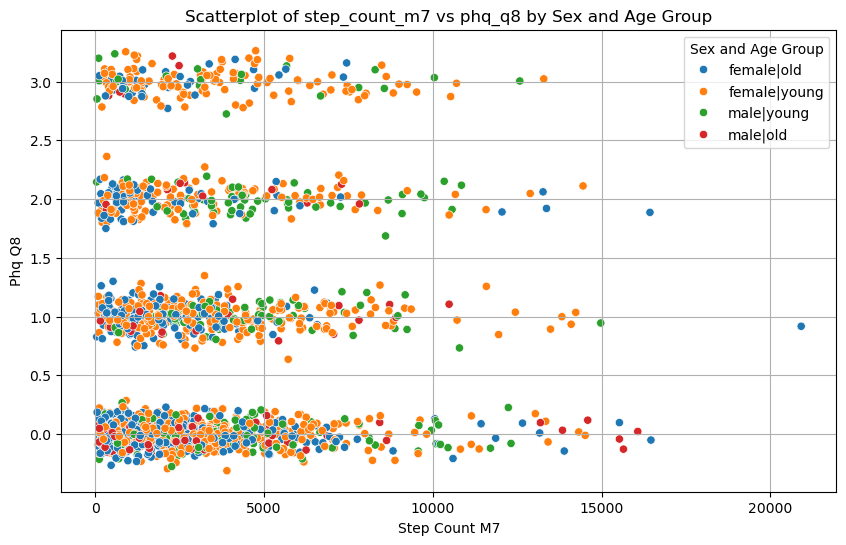 Scatterplot of step_count_m7 vs phq_q8 by Sex and Age Group
Sex and Age Group
female|old
female|young
male|young
male|old
Phq Q8
3.0
2.5
2.0
1.5
1.0
0.5
0.0
0
5000
10000
15000
20000
Step Count M7